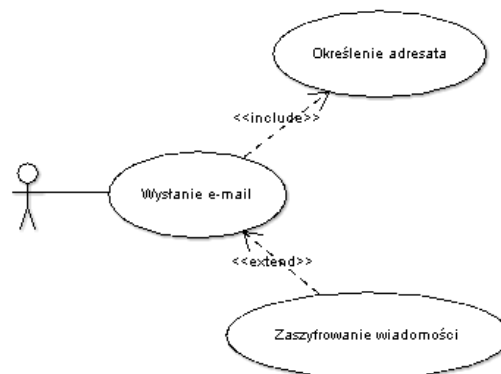 Określenie adresata
<<include>>
Wysłanie e-mail
<<extend>>
Zaszyfrowanie wiadomości